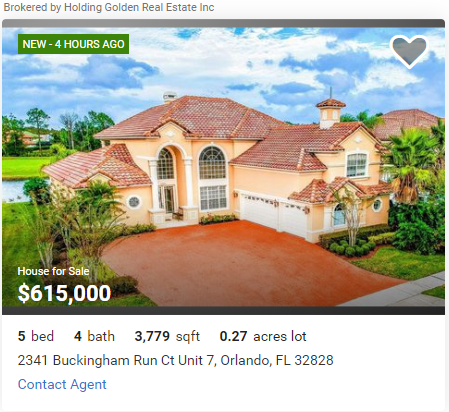 Brokered by Holding Golden Real Estate Inc
NEW - 4 HOURS AGO
House for Sale
$615,000
5 bed 4 bath 3,779 sqft 0.27 acres lot
2341 Buckingham Run Ct Unit 7, Orlando, FL 32828
Contact Agent